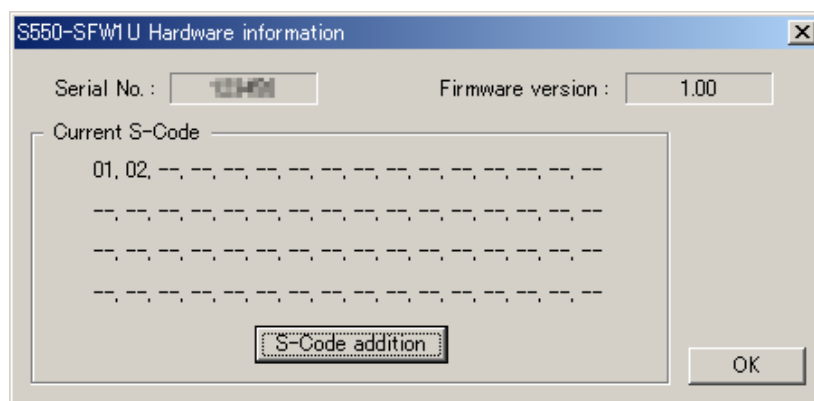 S550-SFW1U Hardware information
Serial No. : Firmware version : 1.00
Current S-Code
01, 02, --, --, --, --, --, --, --, --, --, --, --, --, --, --
--, --, --, --, --, --, --, --, --, --, --, --, --, --, --, --
--, --, --, --, --, --, --, --, --, --, --, --, --, --, --, --
--, --, --, --, --, --, --, --, --, --, --, --, --, --, --, --
S-Code addition
OK